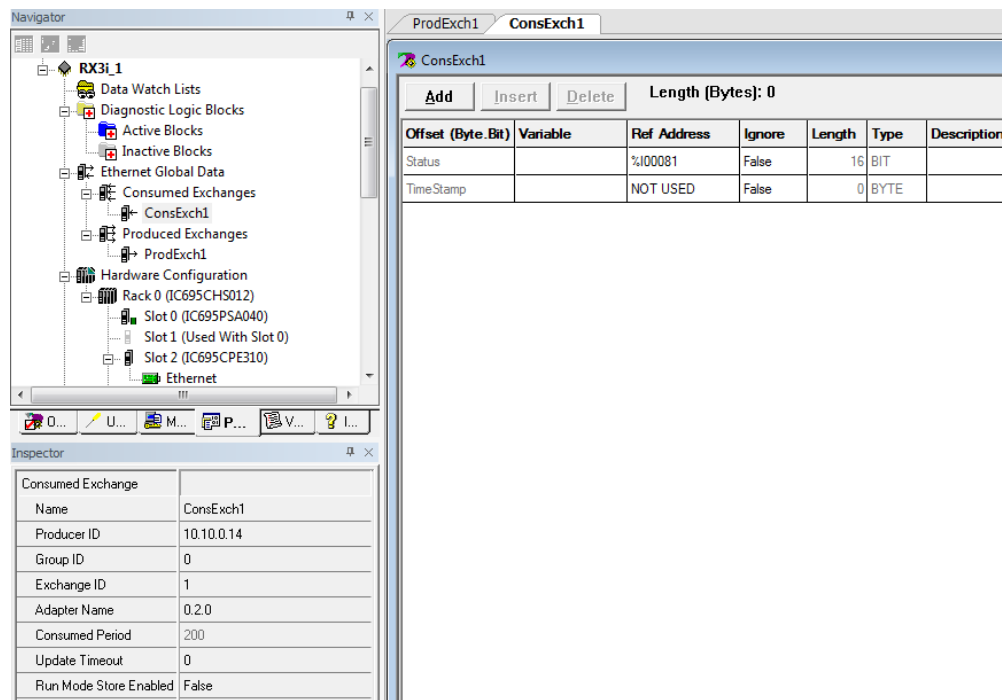 Navigator
RX3i_1
Data Watch Lists
Diagnostic Logic Blocks
Active Blocks
Inactive Blocks
Ethernet Global Data
Consumed Exchanges
ConsExch1
Produced Exchanges
ProdExch1
Hardware Configuration
Rack 0 (IC695CHS012)
Slot 0 (IC695PSA040)
Slot 1 (Used With Slot 0)
Slot 2 (IC695CPE310)
Ethernet
O... U... M... P... V... I...
Inspector
Consumed Exchange
Name ConsExch1
Producer ID 10.10.0.14
Group ID 0
Exchange ID 1
Adapter Name 0.2.0
Consumed Period 200
Update Timeout 0
Run Mode Store Enabled False
ProdExch1 ConsExch1
ConsExch1
Add Insert Delete Length (Bytes): 0
Offset (Byte.Bit) Variable Ref Address Ignore Length Type Description
Status %I00081 False 16 BIT
TimeStamp NOT USED False 0 BYTE